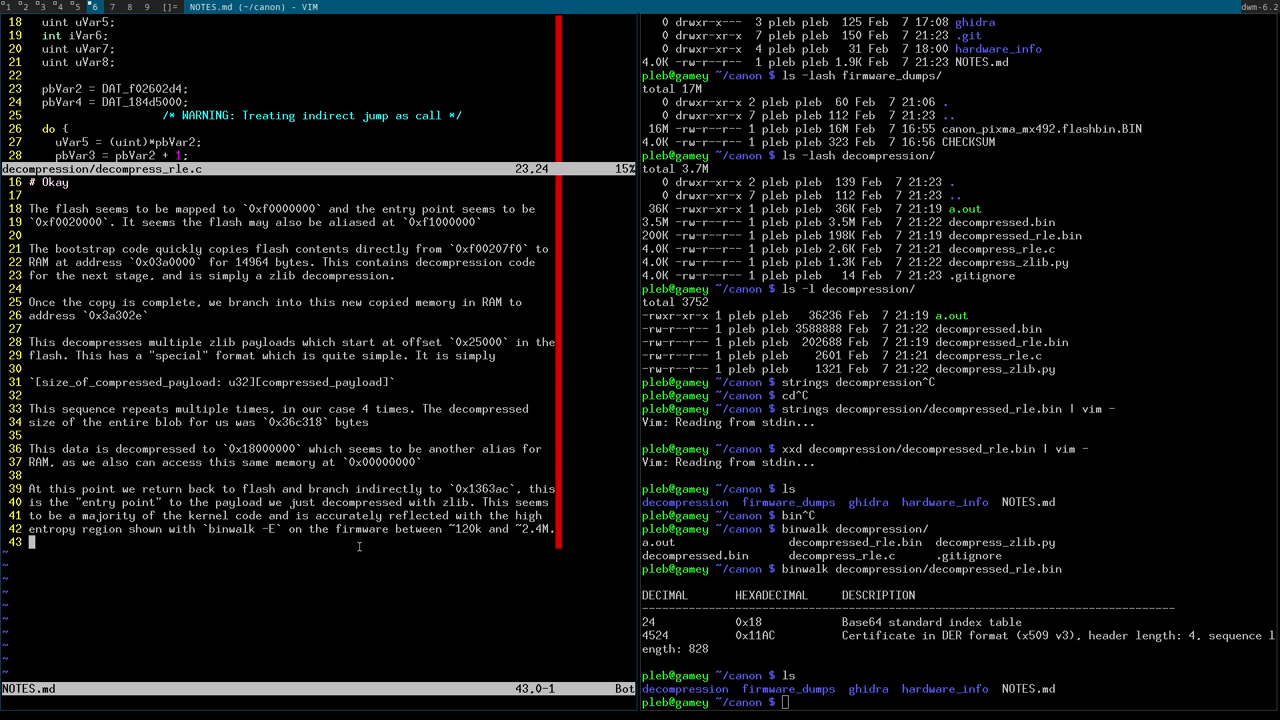 1 2 3 4 5 6 7 8 9 []= NOTES.md (~/canon) - VIM dwm-6.2
18 uint uVar5;
19 int iVar6;
20 uint uVar7;
21 uint uVar8;
22
23 pbVar2 = DAT_f02602d4;
24 pbVar4 = DAT_184d5000;
25 /* WARNING: Treating indirect jump as call */
26 do {
27 uVar5 = (uint)*pbVar2;
28 pbVar3 = pbVar2 + 1;
decompression/decompress_rle.c 23,24 15%
16 # Okay
17
18 The flash seems to be mapped to `0xf0000000` and the entry point seems to be
19 `0xf0020000`. It seems the flash may also be aliased at `0xf1000000`
20
21 The bootstrap code quickly copies flash contents directly from `0xf00207f0` to
22 RAM at address `0x03a0000` for 14964 bytes. This contains decompression code
23 for the next stage, and is simply a zlib decompression.
24
25 Once the copy is complete, we branch into this new copied memory in RAM to
26 address `0x3a302e`
27
28 This decompresses multiple zlib payloads which start at offset `0x25000` in the
29 flash. This has a "special" format which is quite simple. It is simply
30
31 `[size_of_compressed_payload: u32][compressed_payload]`
32
33 This sequence repeats multiple times, in our case 4 times. The decompressed
34 size of the entire blob for us was `0x36c318` bytes
35
36 This data is decompressed to `0x18000000` which seems to be another alias for
37 RAM, as we also can access this same memory at `0x00000000`
38
39 At this point we return back to flash and branch indirectly to `0x1363ac`, this
40 is the "entry point" to the payload we just decompressed with zlib. This seems
41 to be a majority of the kernel code and is accurately reflected with the high
42 entropy region shown with `binwalk -E` on the firmware between ~120k and ~2.4M.
43
~
~
~
~
~
~
~
~
~
~
NOTES.md 43,0-1 Bot
0 drwxr-x--- 3 pleb pleb 125 Feb 7 17:08 ghidra
0 drwxr-xr-x 7 pleb pleb 150 Feb 7 21:23 .git
0 drwxr-xr-x 4 pleb pleb 31 Feb 7 18:00 hardware_info
4.0K -rw-r--r-- 1 pleb pleb 1.9K Feb 7 21:23 NOTES.md
pleb@gamey ~/canon $ ls -lash firmware_dumps/
total 17M
0 drwxr-xr-x 2 pleb pleb 60 Feb 7 21:06 .
0 drwxr-xr-x 7 pleb pleb 112 Feb 7 21:23 ..
16M -rw-r--r-- 1 pleb pleb 16M Feb 7 16:55 canon_pixma_mx492.flashbin.BIN
4.0K -rw-r--r-- 1 pleb pleb 323 Feb 7 16:56 CHECKSUM
pleb@gamey ~/canon $ ls -lash decompression/
total 3.7M
0 drwxr-xr-x 2 pleb pleb 139 Feb 7 21:23 .
0 drwxr-xr-x 7 pleb pleb 112 Feb 7 21:23 ..
36K -rwxr-xr-x 1 pleb pleb 36K Feb 7 21:19 a.out
3.5M -rw-r--r-- 1 pleb pleb 3.5M Feb 7 21:22 decompressed.bin
200K -rw-r--r-- 1 pleb pleb 198K Feb 7 21:19 decompressed_rle.bin
4.0K -rw-r--r-- 1 pleb pleb 2.6K Feb 7 21:21 decompress_rle.c
4.0K -rw-r--r-- 1 pleb pleb 1.3K Feb 7 21:22 decompress_zlib.py
4.0K -rw-r--r-- 1 pleb pleb 14 Feb 7 21:23 .gitignore
pleb@gamey ~/canon $ ls -l decompression/
total 3752
-rwxr-xr-x 1 pleb pleb 36236 Feb 7 21:19 a.out
-rw-r--r-- 1 pleb pleb 3588888 Feb 7 21:22 decompressed.bin
-rw-r--r-- 1 pleb pleb 202688 Feb 7 21:19 decompressed_rle.bin
-rw-r--r-- 1 pleb pleb 2601 Feb 7 21:21 decompress_rle.c
-rw-r--r-- 1 pleb pleb 1321 Feb 7 21:22 decompress_zlib.py
pleb@gamey ~/canon $ strings decompression^C
pleb@gamey ~/canon $ cd^C
pleb@gamey ~/canon $ strings decompression/decompressed_rle.bin | vim -
Vim: Reading from stdin...

pleb@gamey ~/canon $ xxd decompression/decompressed_rle.bin | vim -
Vim: Reading from stdin...

pleb@gamey ~/canon $ ls
decompression firmware_dumps ghidra hardware_info NOTES.md
pleb@gamey ~/canon $ bin^C
pleb@gamey ~/canon $ binwalk decompression/
a.out decompressed_rle.bin decompress_zlib.py
decompressed.bin decompress_rle.c .gitignore
pleb@gamey ~/canon $ binwalk decompression/decompressed_rle.bin

DECIMAL HEXADECIMAL DESCRIPTION
--------------------------------------------------------------------------------
24 0x18 Base64 standard index table
4524 0x11AC Certificate in DER format (x509 v3), header length: 4, sequence l
ength: 828

pleb@gamey ~/canon $ ls
decompression firmware_dumps ghidra hardware_info NOTES.md
pleb@gamey ~/canon $